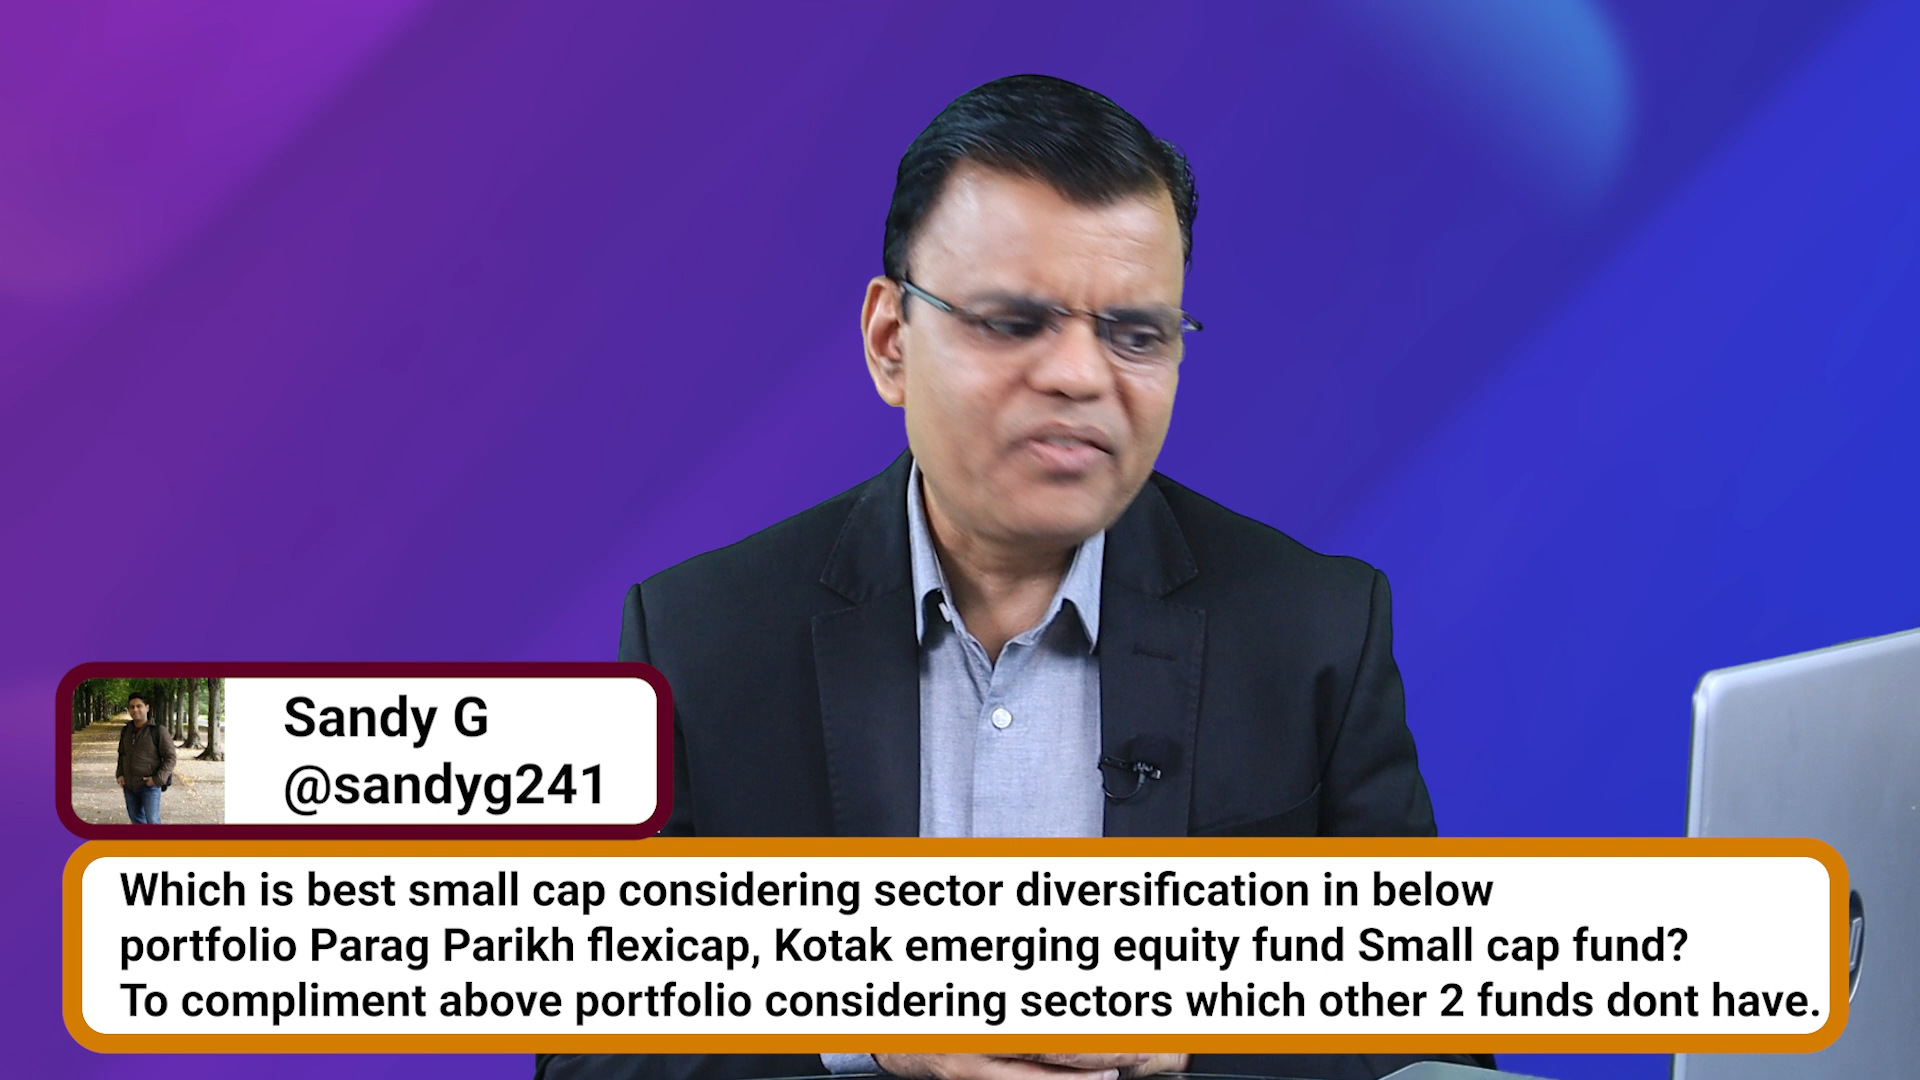 Sandy G
@sandyg241
Which is best small cap considering sector diversification in below
portfolio Parag Parikh flexicap, Kotak emerging equity fund Small cap fund?
To compliment above portfolio considering sectors which other 2 funds dont have.